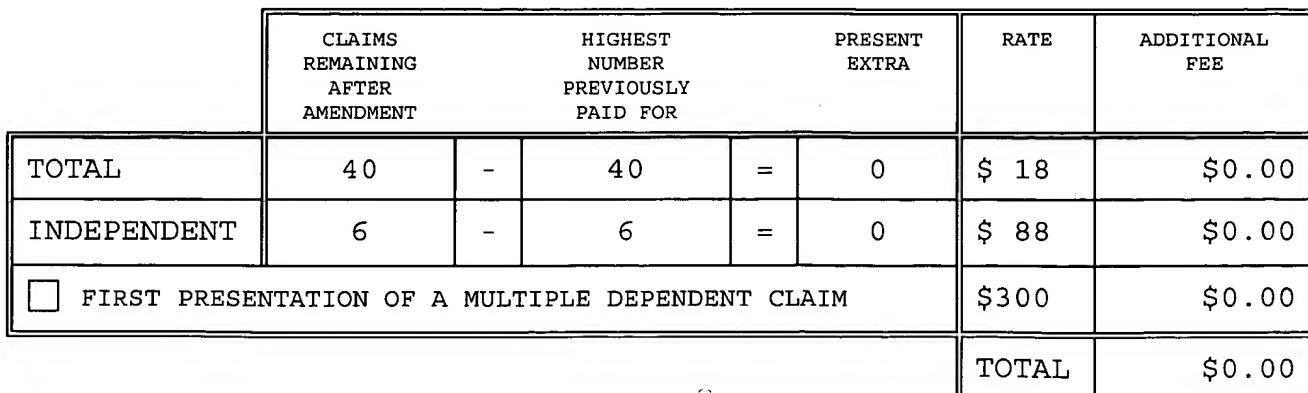 CLAIMS REMAINING AFTER AMENDMENT HIGHEST NUMBER PREVIOUSLY PAID FOR PRESENT EXTRA RATE ADDITIONAL FEE
TOTAL 40 - 40 = 0 $ 18 $0.00
INDEPENDENT 6 - 6 = 0 $ 88 $0.00
FIRST PRESENTATION OF A MULTIPLE DEPENDENT CLAIM $300 $0.00
TOTAL $0.00